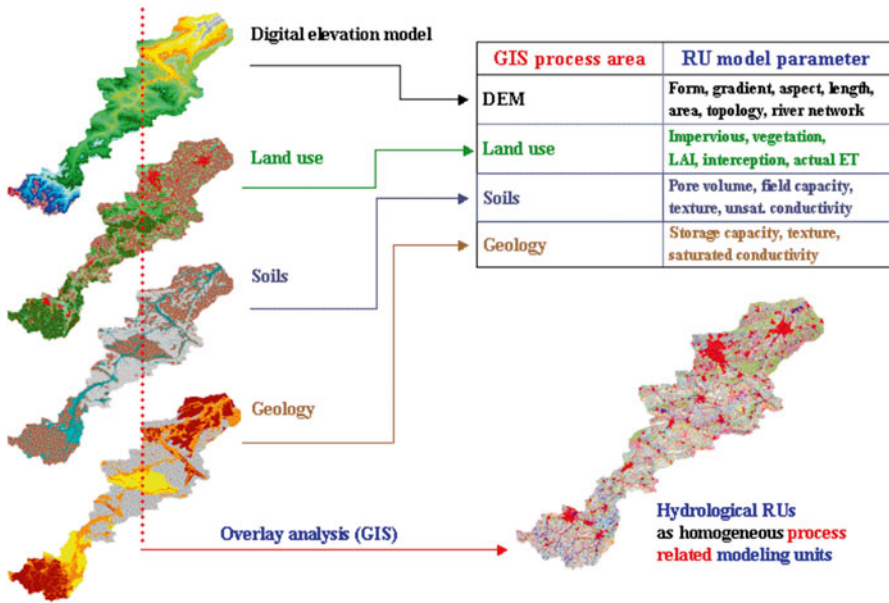 Digital elevation model
Land use
Soils
Geology
Overlay analysis (GIS)
GIS process area RU model parameter
DEM Form, gradient, aspect, length,
area, topology, river network
Land use Impervious, vegetation,
LAI, interception, actual ET
Soils Pore volume, field capacity,
texture, unsat. conductivity
Geology Storage capacity, texture,
saturated conductivity
Hydrological RUs
as homogeneous process
related modeling units